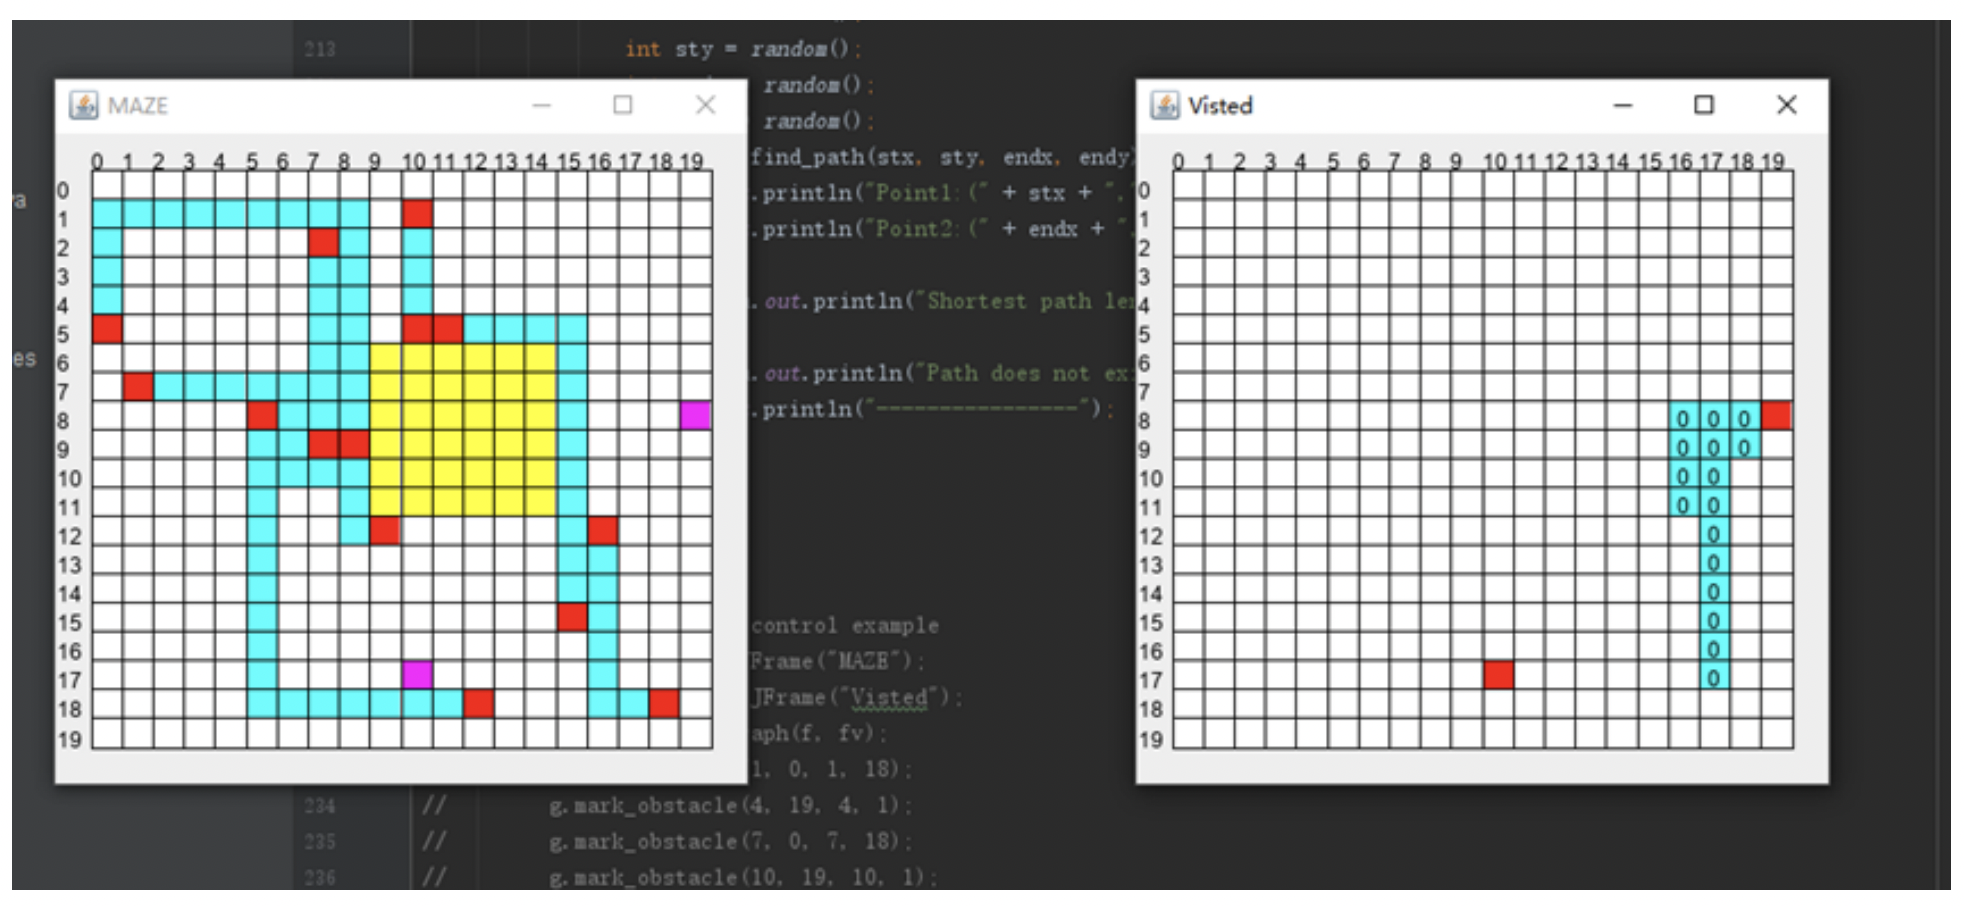 213 int sty = random();
random();
random();
find_path(stx, sty, endx, endy)
.println("Point1:(" + stx + ",
.println("Point2:(" + endx + "
.out.println("Shortest path le
.out.println("Path does not ex
.println("----------------");
control example
Frame("MAZE");
JFrame("Visted");
aph(f, fv);
1, 0, 1, 18);
234 // g.mark_obstacle(4, 19, 4, 1);
235 // g.mark_obstacle(7, 0, 7, 18);
236 // g.mark_obstacle(10, 19, 10, 1);
va
es
MAZE
0 1 2 3 4 5 6 7 8 9 10 11 12 13 14 15 16 17 18 19
0
1
2
3
4
5
6
7
8
9
10
11
12
13
14
15
16
17
18
19
Visted
0 1 2 3 4 5 6 7 8 9 10 11 12 13 14 15 16 17 18 19
0
1
2
3
4
5
6
7
8 0 0 0
9 0 0 0
10 0 0
11 0 0
12 0
13 0
14 0
15 0
16 0
17 0
18
19